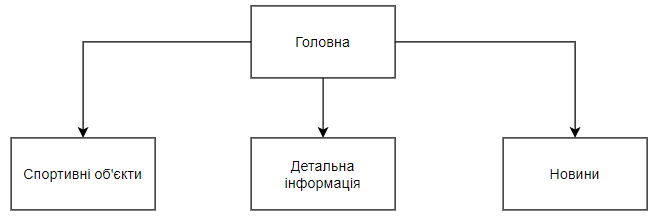 Головна
Спортивні об'єкти
Детальна
інформація
Новини